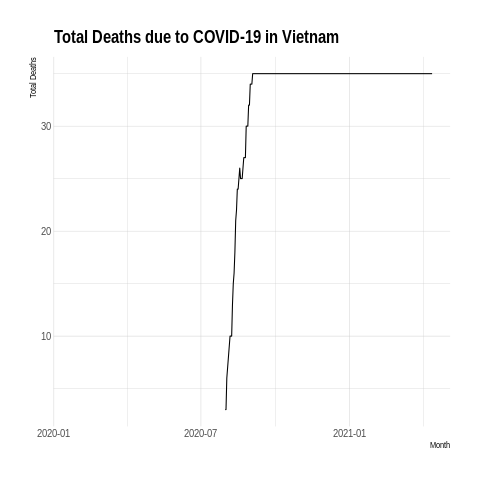 Total Deaths due to COVID-19 in Vietnam
Total Deaths
30
20
10
2020-01
2020-07
2021-01
Month